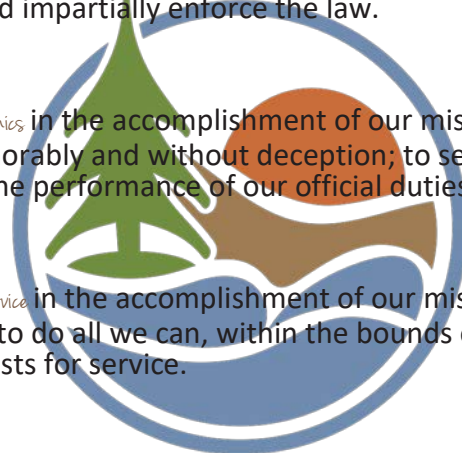 d impartially enforce the law.
hics in the accomplishment of our mis
orably and without deception; to se
he performance of our official duties
vice in the accomplishment of our mis
to do all we can, within the bounds
sts for service.